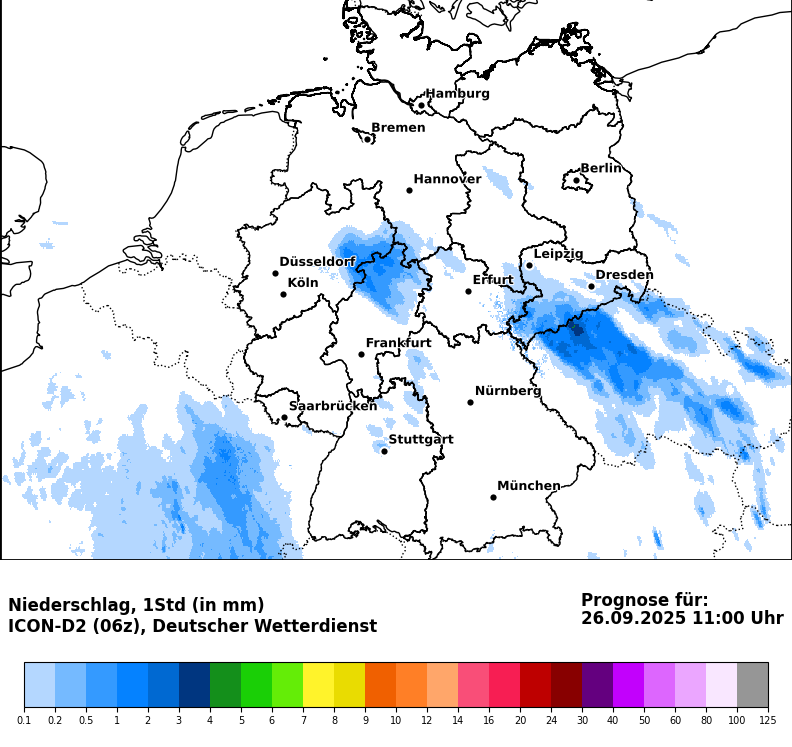 Hamburg
Bremen
Berlin
Hannover
Leipzig
Düsseldorf
Dresden
Köln
Erfurt
Frankfurt
Nürnberg
Saarbrücken
Stuttgart
München
Niederschlag, 1Std (in mm)
ICON-D2 (06z), Deutscher Wetterdienst
Prognose für:
26.09.2025 11:00 Uhr
0.1 0.2 0.5 1 2 3 4 5 6 7 8 9 10 12 14 16 20 24 30 40 50 60 80 100 125